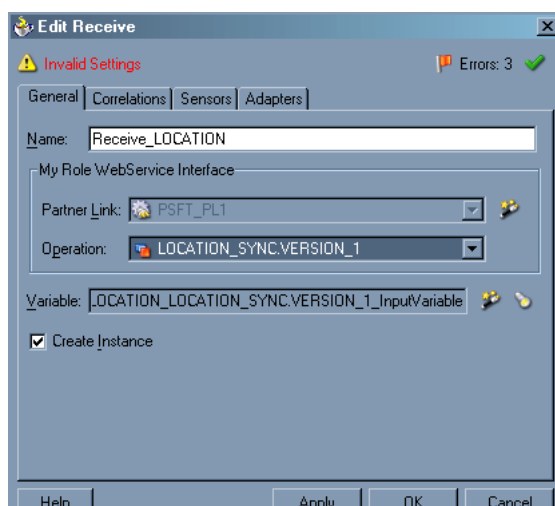 Edit Receive
Invalid Settings Errors: 3
General Correlations Sensors Adapters
Name: Receive_LOCATION
My Role WebService Interface
Partner Link: PSFT_PL1
Operation: LOCATION_SYNC.VERSION_1
Variable: .OCATION_LOCATION_SYNC.VERSION_1_InputVariable
Create Instance
Help Apply OK Cancel